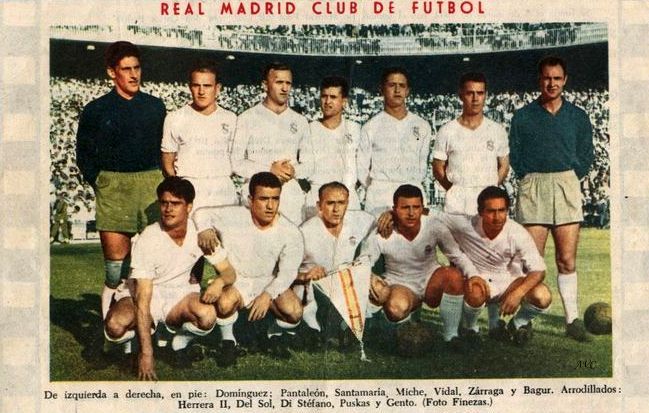 REAL MADRID CLUB DE FUTBOL
AVC
De izquierda a derecha, en pie: Domínguez; Pantaleón, Santamaría, Miche, Vidal, Zárraga y Bagur. Arrodillados:
Herrera II, Del Sol, Di Stéfano, Puskas y Gento. (Foto Finezas.)